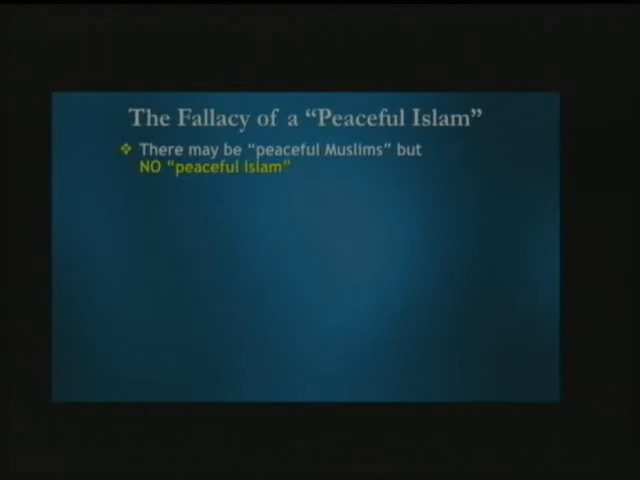 The Fallacy of a “Peaceful Islam”
❖ There may be “peaceful Muslims” but
NO “peaceful Islam”